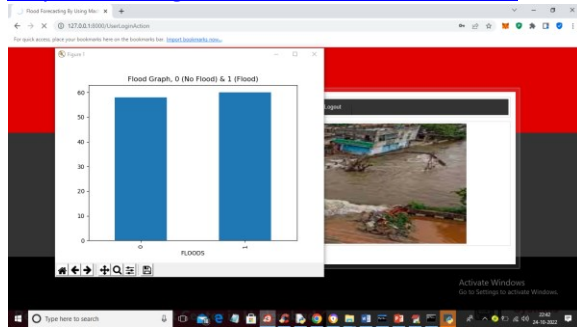 Flood Forecasting By Using Mac
127.0.0.1:8000/UserLoginAction
For quick access, place your bookmarks here on the bookmarks bar. Import bookmarks now...
Figure 1
Flood Graph, 0 (No Flood) & 1 (Flood)
60
50
40
30
20
10
0
0
1
FLOODS
Logout
Activate Windows
Go to Settings to activate Windows.
Type here to search
24-10-2022